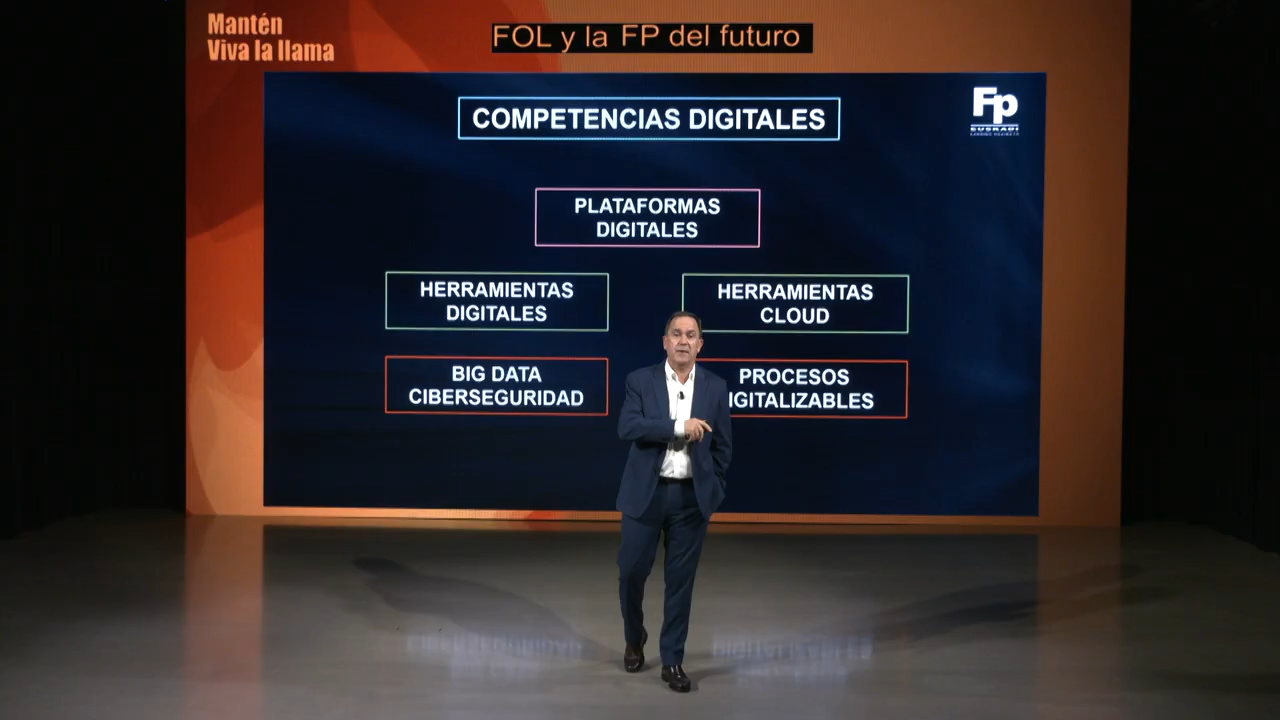 Mantén
Viva la llama
FOL y la FP del futuro
COMPETENCIAS DIGITALES
Fp
EUSKADI
PLATAFORMAS
DIGITALES
HERRAMIENTAS
DIGITALES
HERRAMIENTAS
CLOUD
BIG DATA
CIBERSEGURIDAD
PROCESOS
IGITALIZABLES